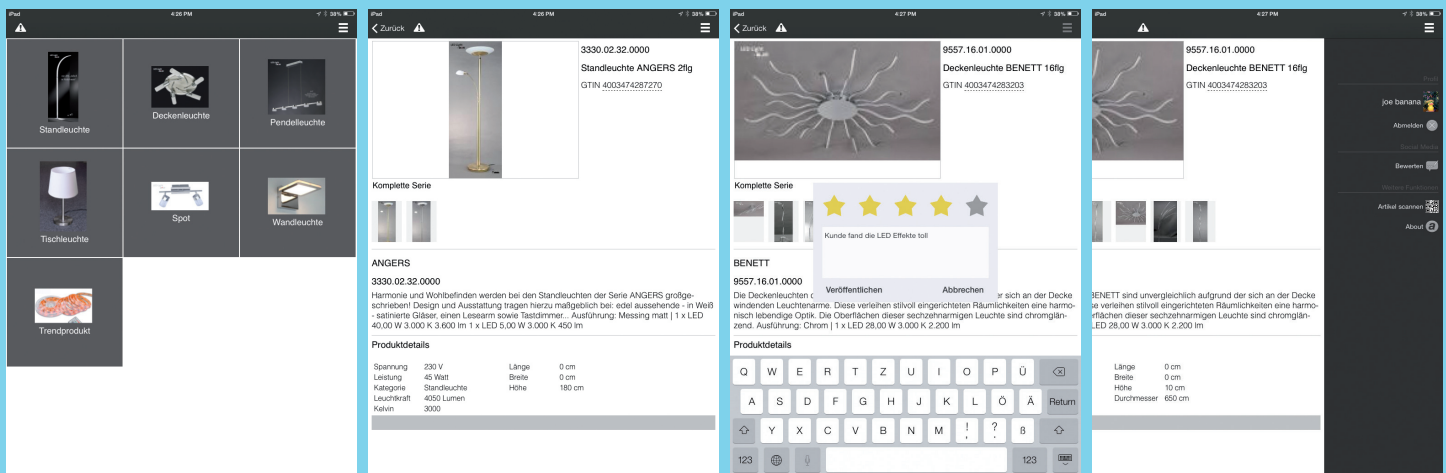 iPad
4:26 PM
38%
Standleuchte
Deckenleuchte
Pendelleuchte
Tischleuchte
Spot
Wandleuchte
Trendprodukt
iPad
4:26 PM
38%
Zurück
3330.02.32.0000
Standleuchte ANGERS 2flg
GTIN 4003474287270
Komplette Serie
ANGERS
3330.02.32.0000
Harmonie und Wohlbefinden werden bei den Standleuchten der Serie ANGERS großge-
schrieben! Design und Ausstattung tragen hierzu maßgeblich bei: edel aussehende - in Weiß
- satinierte Gläser, einen Lesearm sowie Tastdimmer... Ausführung: Messing matt | 1 x LED
40,00 W 3.000 K 3.600 lm 1 x LED 5,00 W 3.000 K 450 lm
Produktdetails
Spannung 230 V Länge 0 cm
Leistung 45 Watt Breite 0 cm
Kategorie Standleuchte Höhe 180 cm
Leuchtkraft 4050 Lumen
Kelvin 3000
iPad
4:27 PM
38%
Zurück
LED Light
9557.16.01.0000
Deckenleuchte BENETT 16flg
GTIN 4003474283203
Komplette Serie
Kunde fand die LED Effekte toll
Veröffentlichen Abbrechen
BENETT
9557.16.01.0000
Die Deckenleuchten der sich an der Decke
windenden Leuchtenarme. Diese verleihen stilvoll eingerichteten Räumlichkeiten eine harmo-
nisch lebendige Optik. Die Oberflächen dieser sechzehnarmigen Leuchte sind chromglän-
zend. Ausführung: Chrom | 1 x LED 28,00 W 3.000 K 2.200 lm
Produktdetails
Q W E R T Z U I O P Ü
A S D F G H J K L Ö Ä Return
Y X C V B N M ! , ? . ß
123 123
iPad
4:27 PM
38%
9557.16.01.0000
Deckenleuchte BENETT 16flg
GTIN 4003474283203
BENETT sind unvergleichlich aufgrund der sich an der Decke
se verleihen stilvoll eingerichteten Räumlichkeiten eine harmo-
erflächen dieser sechzehnarmigen Leuchte sind chromglän-
LED 28,00 W 3.000 K 2.200 lm
Länge 0 cm
Breite 0 cm
Höhe 10 cm
Durchmesser 650 cm
Profil
joe banana
Abmelden
Social Media
Bewerten
Weitere Funktionen
Artikel scannen
About